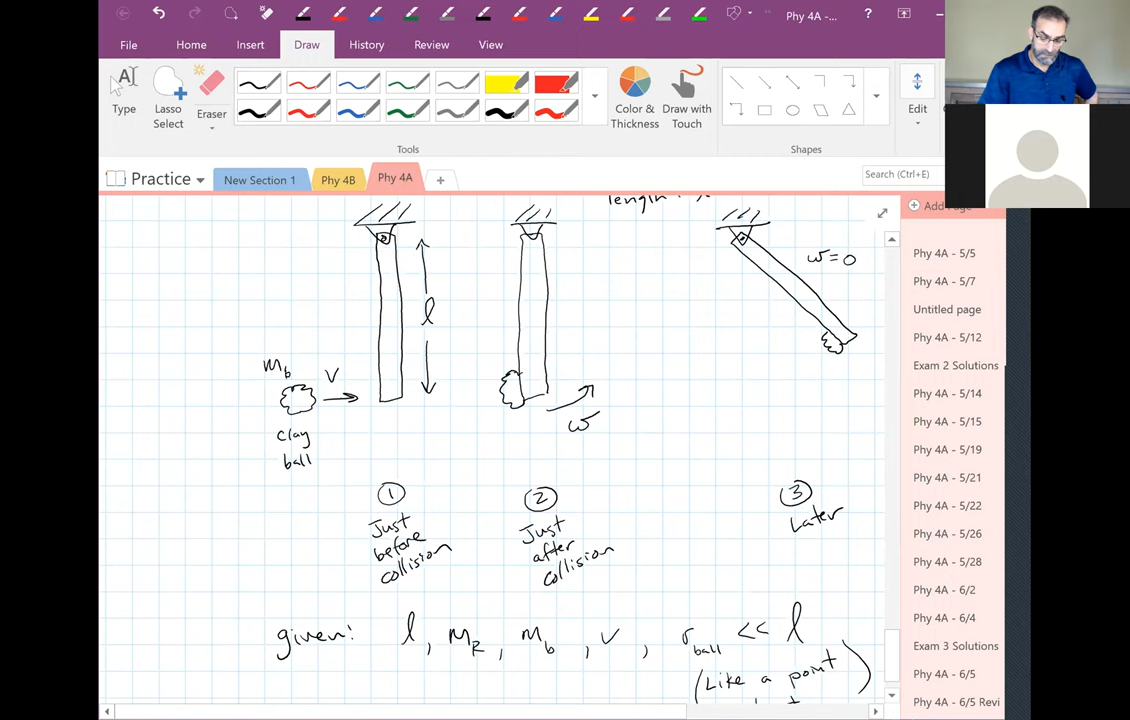 Phy 4A -...
?
File
Home
Insert
Draw
History
Review
View
Type
Lasso
Select
Eraser
Color &
Thickness
Draw with
Touch
Edit
Tools
Shapes
Practice
New Section 1
Phy 4B
Phy 4A
+
Search (Ctrl+E)
Add Page
Phy 4A - 5/5
Phy 4A - 5/7
Untitled page
Phy 4A - 5/12
Exam 2 Solutions
Phy 4A - 5/14
Phy 4A - 5/15
Phy 4A - 5/19
Phy 4A - 5/21
Phy 4A - 5/22
Phy 4A - 5/26
Phy 4A - 5/28
Phy 4A - 6/2
Phy 4A - 6/4
Exam 3 Solutions
Phy 4A - 6/5
Phy 4A - 6/5 Revi
length
ω = 0
l
m_b
v
clay
ball
ω
① ② ③
Just
before
collision
Just
after
collision
Later
given: l, m_R, m_b, v, r_ball << l
(Like a point